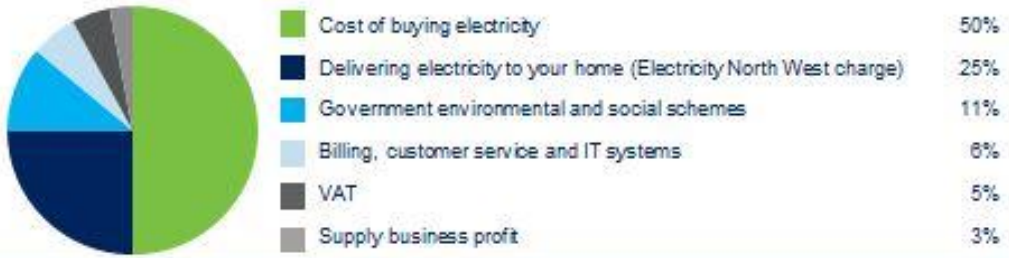 Cost of buying electricity 50%
Delivering electricity to your home (Electricity North West charge) 25%
Government environmental and social schemes 11%
Billing, customer service and IT systems 6%
VAT 5%
Supply business profit 3%